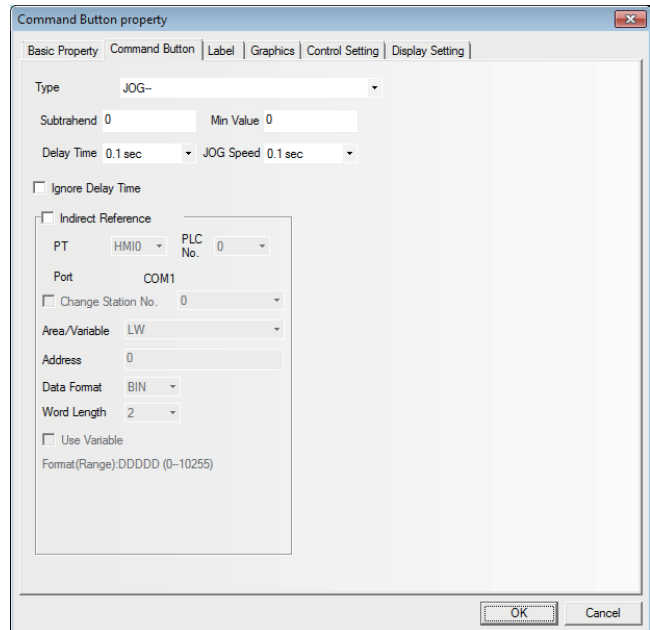 Command Button property
Basic Property Command Button Label Graphics Control Setting Display Setting
Type JOG--
Subtrahend 0 Min Value 0
Delay Time 0.1 sec JOG Speed 0.1 sec
Ignore Delay Time
Indirect Reference
PT HMI0 PLC No. 0
Port COM1
Change Station No. 0
Area/Variable LW
Address 0
Data Format BIN
Word Length 2
Use Variable
Format(Range):DDDDD (0--10255)
OK Cancel